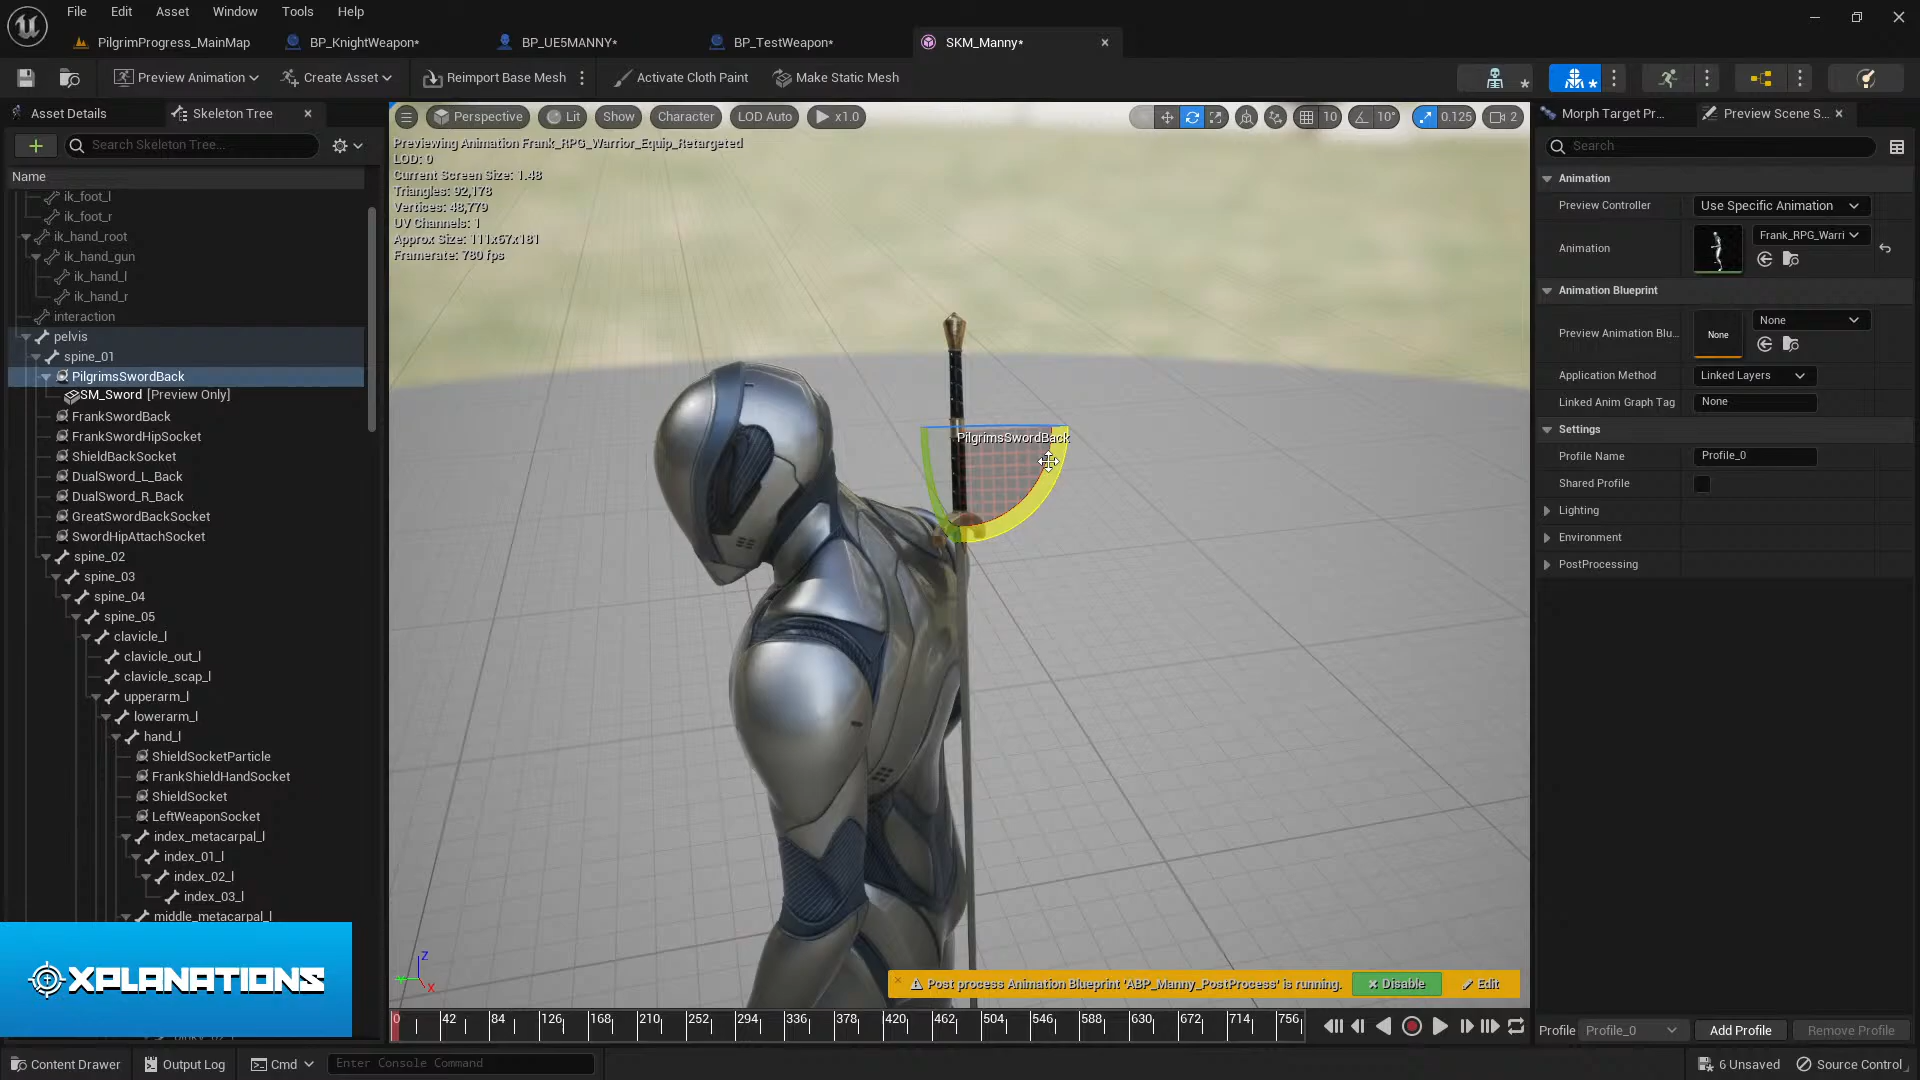 File Edit Asset Window Tools Help
PilgrimProgress_MainMap BP_KnightWeapon* BP_UE5MANNY* BP_TestWeapon* SKM_Manny*
Preview Animation Create Asset Reimport Base Mesh Activate Cloth Paint Make Static Mesh
Asset Details Skeleton Tree
Search Skeleton Tree...
Name
ik_foot_l
ik_foot_r
ik_hand_root
ik_hand_gun
ik_hand_l
ik_hand_r
interaction
pelvis
spine_01
PilgrimsSwordBack
SM_Sword [Preview Only]
FrankSwordBack
FrankSwordHipSocket
ShieldBackSocket
DualSword_L_Back
DualSword_R_Back
GreatSwordBackSocket
SwordHipAttachSocket
spine_02
spine_03
spine_04
spine_05
clavicle_l
clavicle_out_l
clavicle_scap_l
upperarm_l
lowerarm_l
hand_l
ShieldSocketParticle
FrankShieldHandSocket
ShieldSocket
LeftWeaponSocket
index_metacarpal_l
index_01_l
index_02_l
index_03_l
middle_metacarpal_l
XPLANATIONS
Perspective Lit Show Character LOD Auto x1.0 10 10° 0.125 2
Previewing Animation Frank_RPG_Warrior_Equip_Retargeted
LOD: 0
Current Screen Size: 1.48
Triangles: 92,178
Vertices: 48,779
UV Channels: 1
Approx Size: 111x67x181
Framerate: 780 fps
PilgrimsSwordBack
Z
X
Post process Animation Blueprint 'ABP_Manny_PostProcess' is running. Disable Edit
0 42 84 126 168 210 252 294 336 378 420 462 504 546 588 630 672 714 756
Morph Target Pr... Preview Scene S...
Search
Animation
Preview Controller Use Specific Animation
Animation Frank_RPG_Warri
Animation Blueprint
Preview Animation Blu... None None
Application Method Linked Layers
Linked Anim Graph Tag None
Settings
Profile Name Profile_0
Shared Profile
Lighting
Environment
PostProcessing
Profile Profile_0 Add Profile Remove Profile
Content Drawer Output Log Cmd Enter Console Command 6 Unsaved Source Control